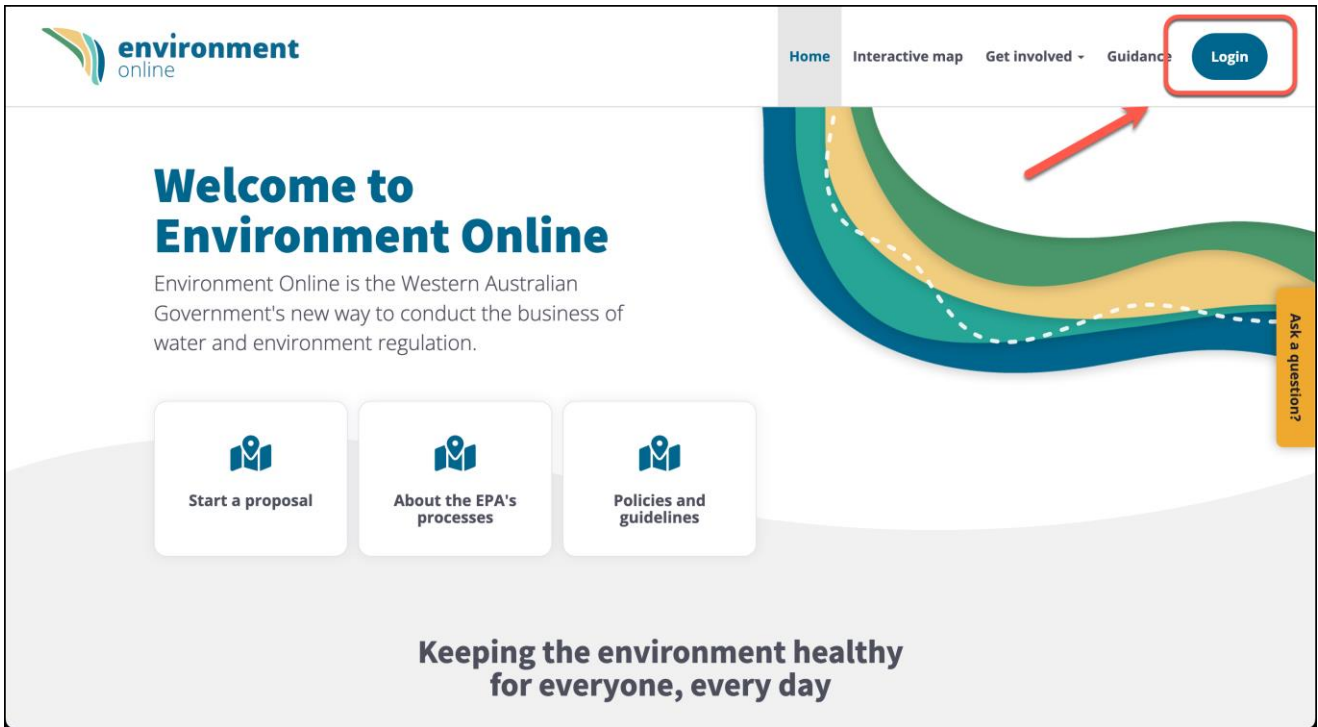 environment
online
Home Interactive map Get involved Guidance Login
Welcome to
Environment Online
Environment Online is the Western Australian
Government's new way to conduct the business of
water and environment regulation.
Ask a question?
Start a proposal
About the EPA's
processes
Policies and
guidelines
Keeping the environment healthy
for everyone, every day